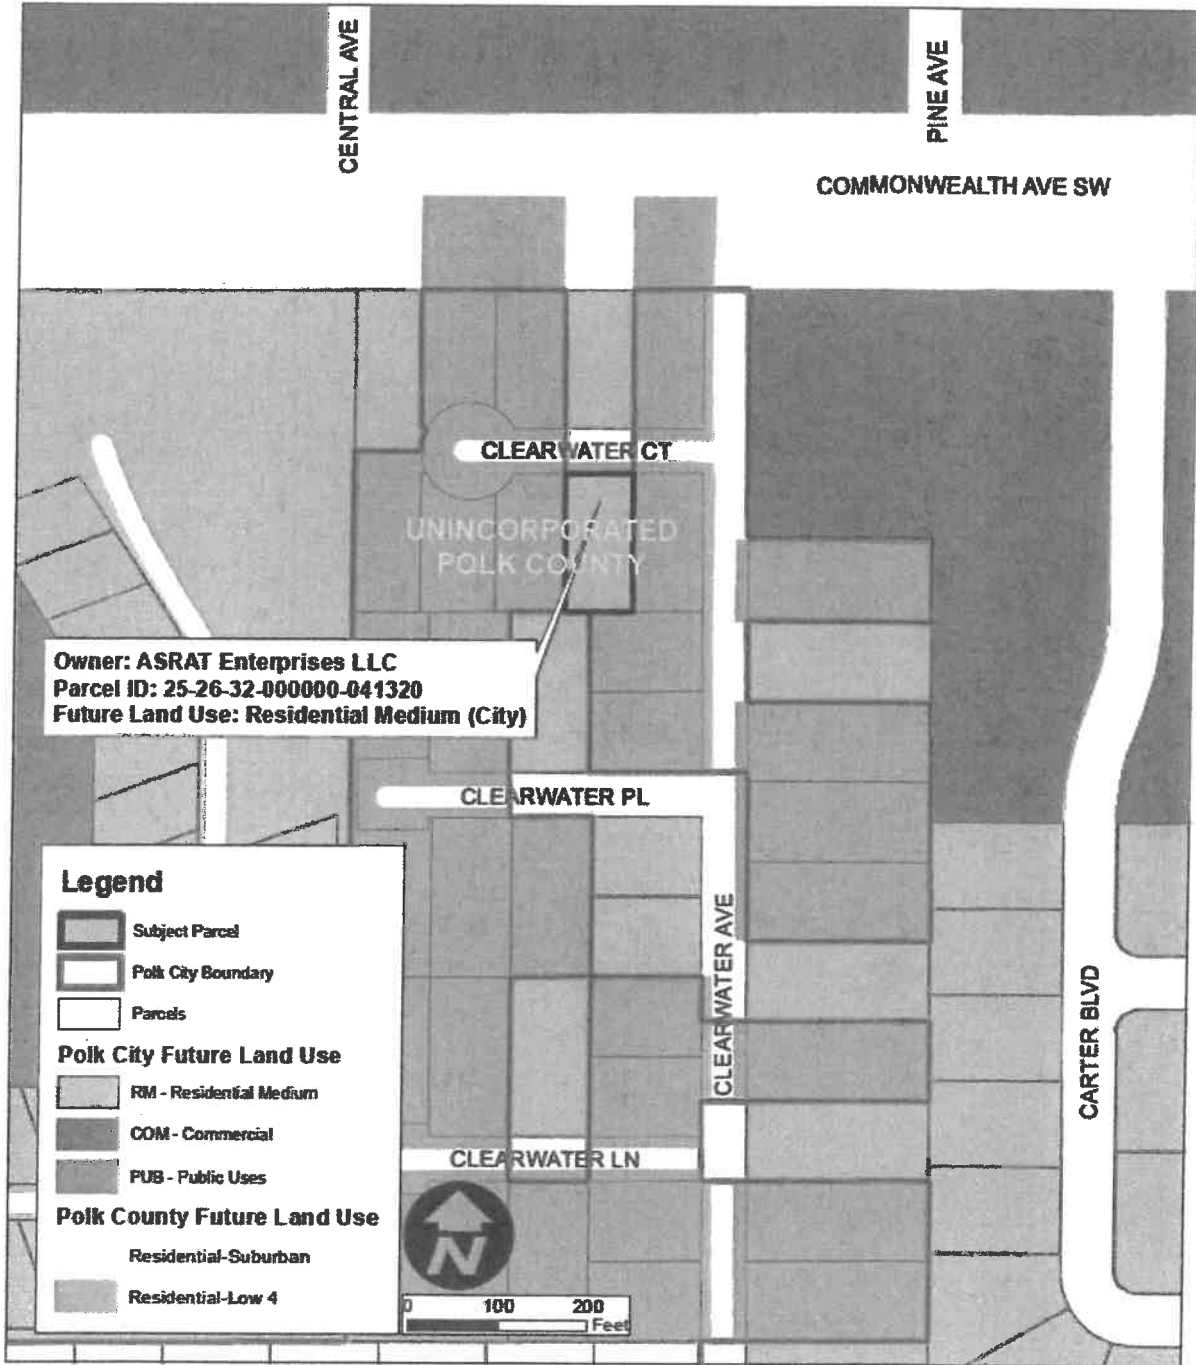 CENTRAL AVE
PINE AVE
COMMONWEALTH AVE SW
CLEARWATER CT
UNINCORPORATED
POLK COUNTY
Owner: ASRAT Enterprises LLC
Parcel ID: 25-26-32-000000-041320
Future Land Use: Residential Medium (City)
CLEARWATER PL
CLEARWATER AVE
CARTER BLVD
CLEARWATER LN
Legend
Subject Parcel
Polk City Boundary
Parcels
Polk City Future Land Use
RM - Residential Medium
COM - Commercial
PUB - Public Uses
Polk County Future Land Use
Residential-Suburban
Residential-Low 4
N
0 100 200
Feet